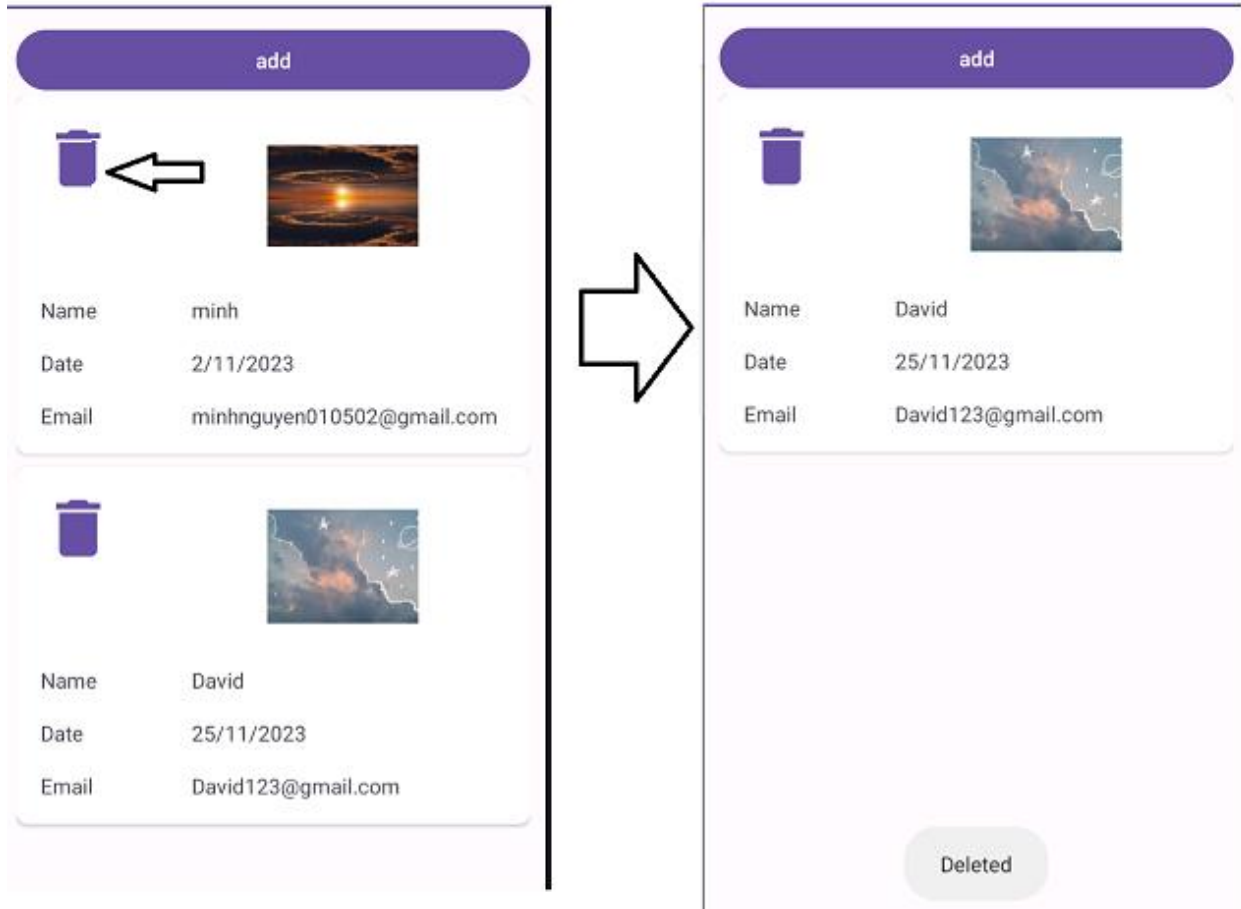 add
Name minh
Date 2/11/2023
Email minhnguyen010502@gmail.com
Name David
Date 25/11/2023
Email David123@gmail.com
add
Name David
Date 25/11/2023
Email David123@gmail.com
Deleted